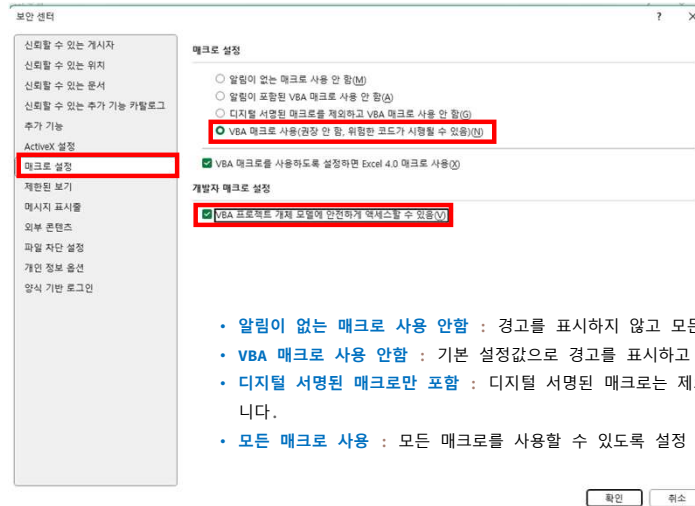 보안 센터
?
신뢰할 수 있는 게시자
신뢰할 수 있는 위치
신뢰할 수 있는 문서
신뢰할 수 있는 추가 기능 카탈로그
추가 기능
ActiveX 설정
매크로 설정
제한된 보기
메시지 표시줄
외부 콘텐츠
파일 차단 설정
개인 정보 옵션
양식 기반 로그인
매크로 설정
알림이 없는 매크로 사용 안 함(M)
알림이 포함된 VBA 매크로 사용 안 함(A)
디지털 서명된 매크로를 제외하고 VBA 매크로 사용 안 함(G)
VBA 매크로 사용(권장 안 함, 위험한 코드가 시행될 수 있음)(N)
VBA 매크로를 사용하도록 설정하면 Excel 4.0 매크로 사용(X)
개발자 매크로 설정
VBA 프로젝트 개체 모델에 안전하게 액세스할 수 있음(V)
• 알림이 없는 매크로 사용 안함 : 경고를 표시하지 않고 모든
• VBA 매크로 사용 안함 : 기본 설정값으로 경고를 표시하고
• 디지털 서명된 매크로만 포함 : 디지털 서명된 매크로는 제
니다.
• 모든 매크로 사용 : 모든 매크로를 사용할 수 있도록 설정
확인
취소